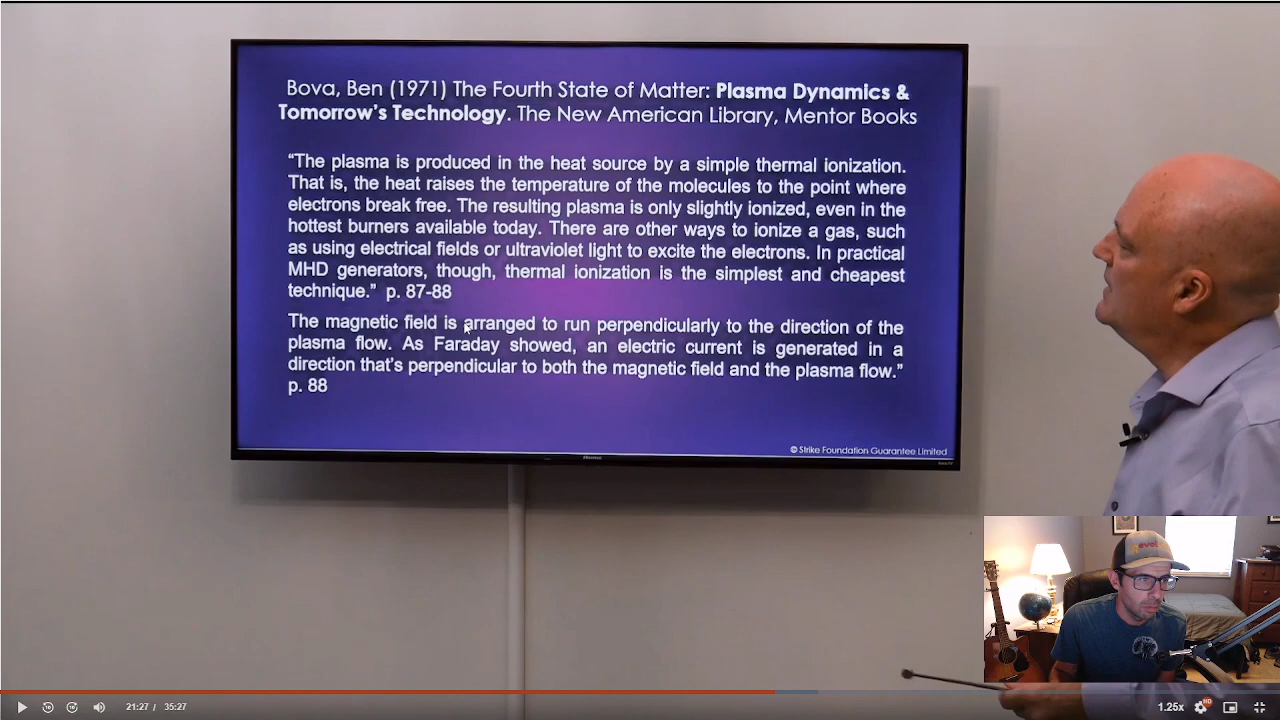 Bova, Ben (1971) The Fourth State of Matter: Plasma Dynamics &
Tomorrow's Technology. The New American Library, Mentor Books
“The plasma is produced in the heat source by a simple thermal ionization.
That is, the heat raises the temperature of the molecules to the point where
electrons break free. The resulting plasma is only slightly ionized, even in the
hottest burners available today. There are other ways to ionize a gas, such
as using electrical fields or ultraviolet light to excite the electrons. In practical
MHD generators, though, thermal ionization is the simplest and cheapest
technique.” p. 87-88
The magnetic field is arranged to run perpendicularly to the direction of the
plasma flow. As Faraday showed, an electric current is generated in a
direction that's perpendicular to both the magnetic field and the plasma flow.”
p. 88
© Strike Foundation Guarantee Limited
Hisense
21:27 / 35:27
1.25x
HD